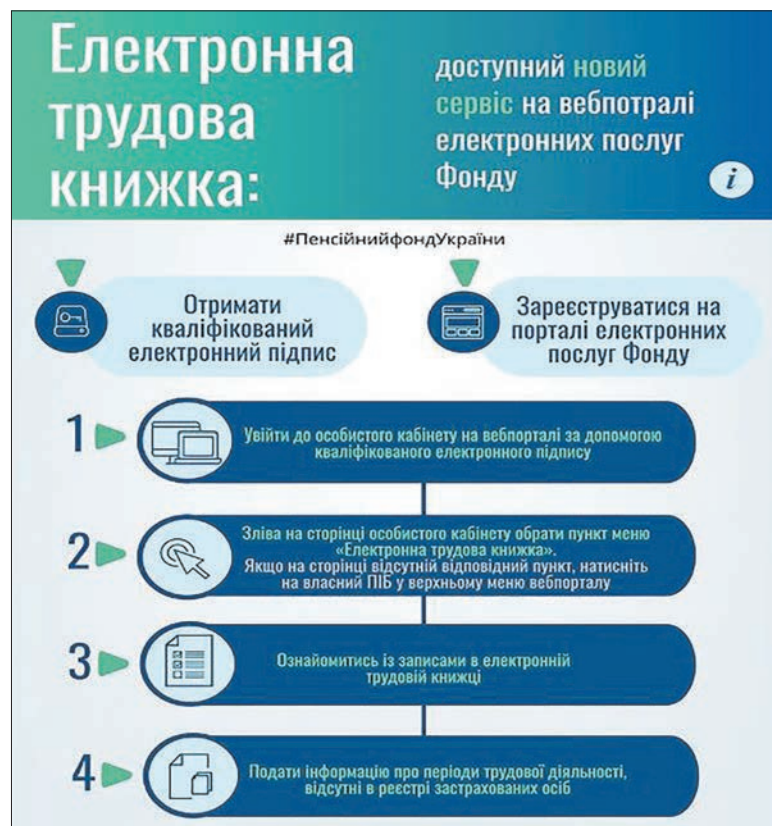 Електронна
трудова
книжка:
доступний новий
сервіс на вебпотралі
електронних послуг
Фонду
i
#ПенсійнийфондУкраїни
Отримати
кваліфікований
електронний підпис
Зареєструватися на
порталі електронних
послуг Фонду
1
Увійти до особистого кабінету на вебпорталі за допомогою
кваліфікованого електронного підпису
2
Зліва на сторінці особистого кабінету обрати пункт меню
«Електронна трудова книжка».
Якщо на сторінці відсутній відповідний пункт, натисніть
на власний ПІБ у верхньому меню вебпорталу
3
Ознайомитись із записами в електронній
трудовій книжці
4
Подати інформацію про періоди трудової діяльності,
відсутні в реєстрі застрахованих осіб